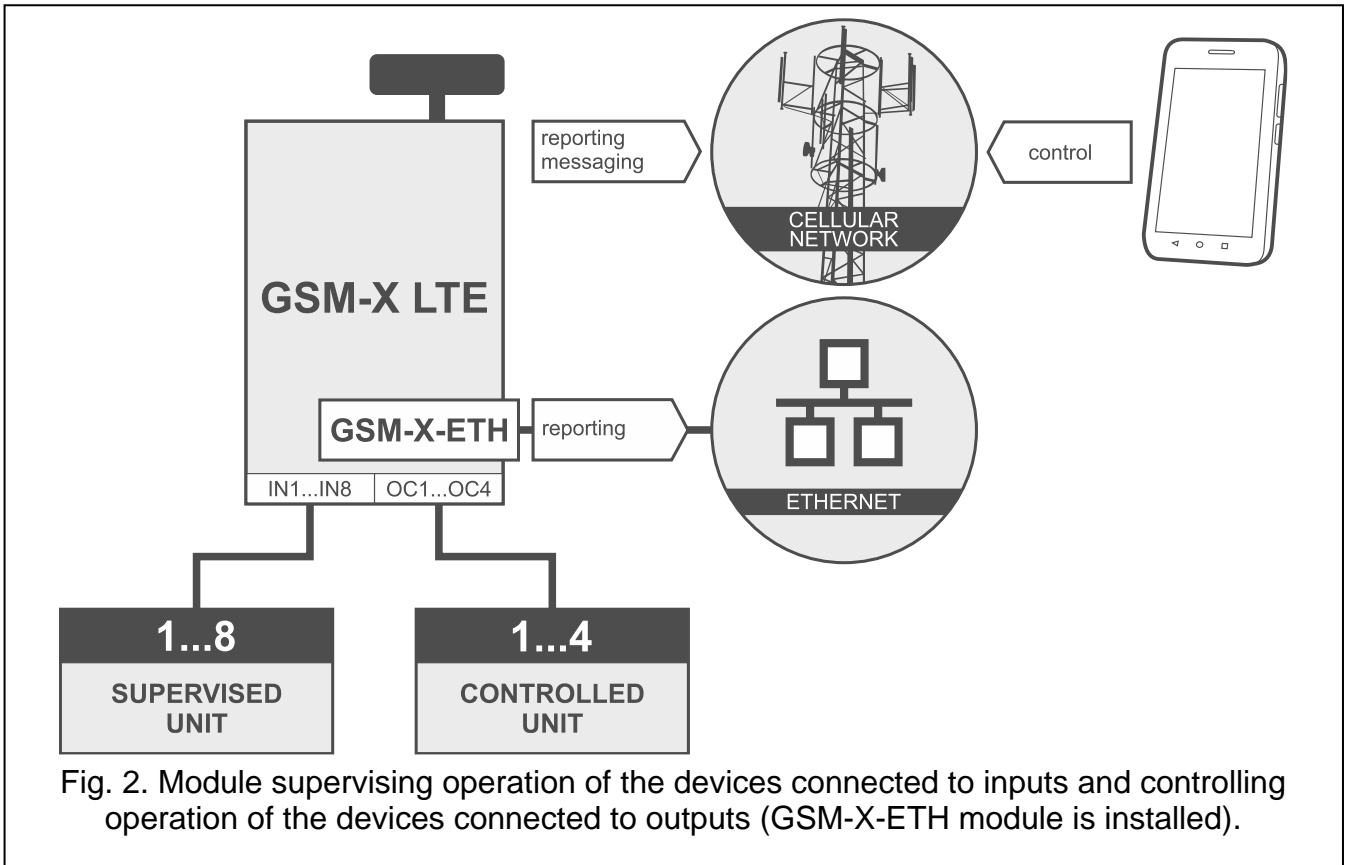 reporting
messaging
control
CELLULAR
NETWORK
GSM-X LTE
GSM-X-ETH
reporting
IN1...IN8
OC1...OC4
ETHERNET
1...8
SUPERVISED
UNIT
1...4
CONTROLLED
UNIT
Fig. 2. Module supervising operation of the devices connected to inputs and controlling
operation of the devices connected to outputs (GSM-X-ETH module is installed).